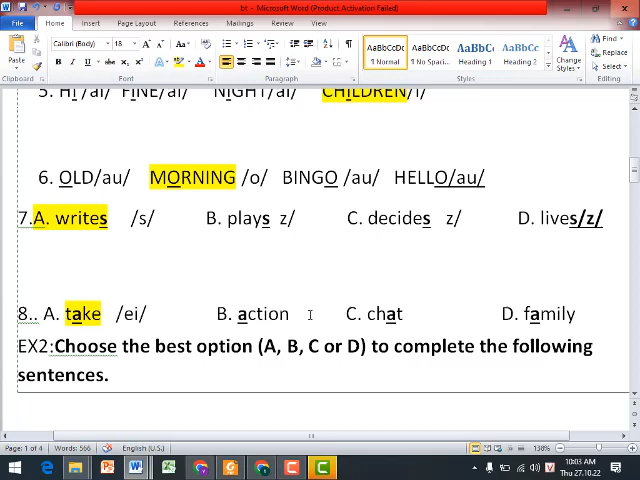 bt - Microsoft Word (Product Activation Failed)
File Home Insert Page Layout References Mailings Review View
Calibri (Body) 18
Paste
AaBbCcDc AaBbCcDc AaBbC AaBbCc
¶ Normal ¶ No Spaci... Heading 1 Heading 2
Change Styles
Find
Replace
Select
Clipboard Font Paragraph Styles Editing
5. HI /ai/ FINE/ai/ NIGHT/ai/ CHILDREN/i/
6. OLD/au/ MORNING /o/ BINGO /au/ HELLO/au/
7.A. writes /s/ B. plays z/ C. decides z/ D. lives/z/
8.. A. take /ei/ B. action C. chat D. family
EX2:Choose the best option (A, B, C or D) to complete the following
sentences.
Page: 1 of 4 Words: 566 English (U.S.) 138%
10:03 AM
Thu 27.10.22